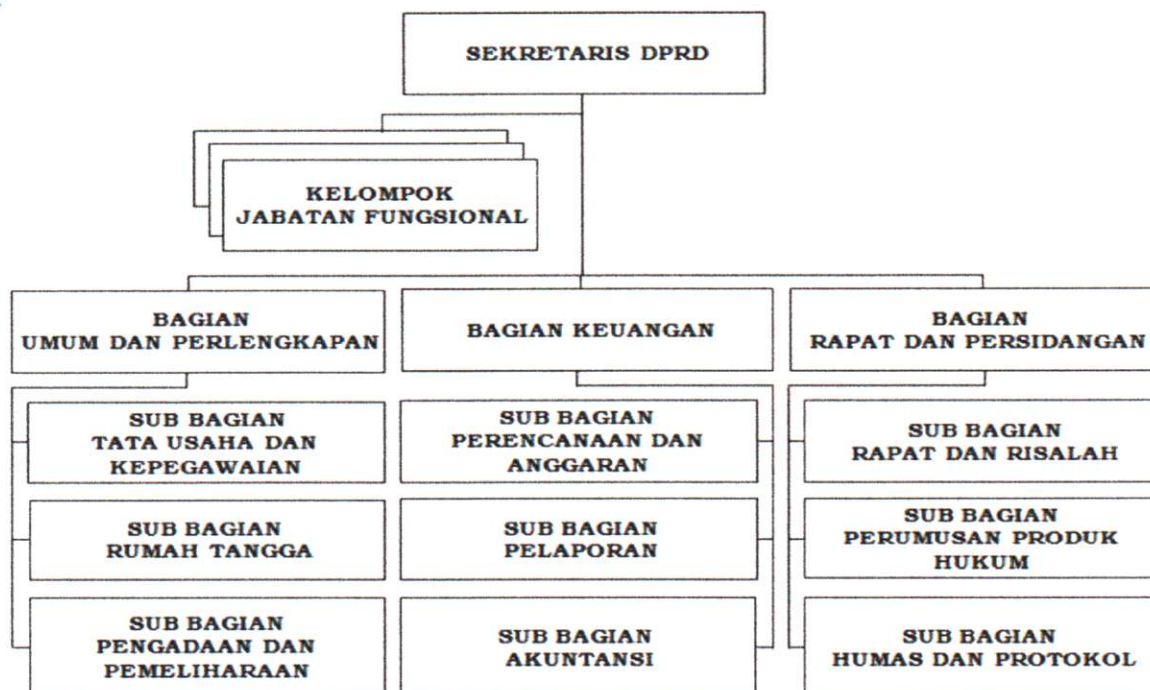 SEKRETARIS DPRD
KELOMPOK
JABATAN FUNGSIONAL
BAGIAN
UMUM DAN PERLENGKAPAN
BAGIAN KEUANGAN
BAGIAN
RAPAT DAN PERSIDANGAN
SUB BAGIAN
TATA USAHA DAN
KEPEGAWAIAN
SUB BAGIAN
PERENCANAAN DAN
ANGGARAN
SUB BAGIAN
RAPAT DAN RISALAH
SUB BAGIAN
RUMAH TANGGA
SUB BAGIAN
PELAPORAN
SUB BAGIAN
PERUMUSAN PRODUK
HUKUM
SUB BAGIAN
PENGADAAN DAN
PEMELIHARAAN
SUB BAGIAN
AKUNTANSI
SUB BAGIAN
HUMAS DAN PROTOKOL